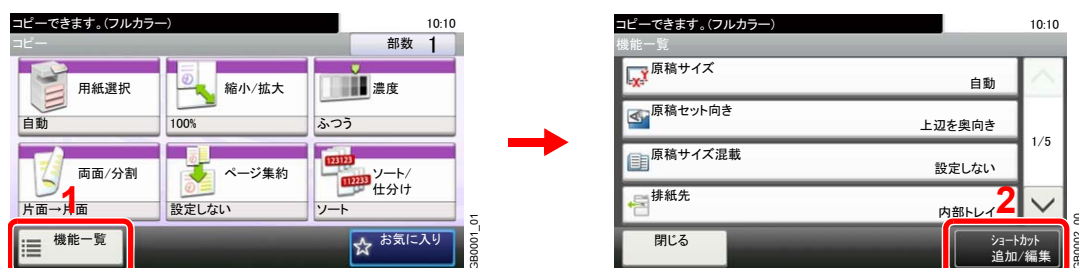 コピーできます。(フルカラー)
10:10
コピー
部数 1
用紙選択
自動
縮小/拡大
100%
濃度
ふつう
両面/分割
片面→片面
ページ集約
設定しない
123123
112233
ソート/
仕分け
ソート
1
機能一覧
お気に入り
GB0001_01
コピーできます。(フルカラー)
10:10
機能一覧
原稿サイズ
自動
原稿セット向き
上辺を奥向き
1/5
原稿サイズ混載
設定しない
排紙先
内部トレイ
2
閉じる
ショートカット
追加/編集
GB0002_00